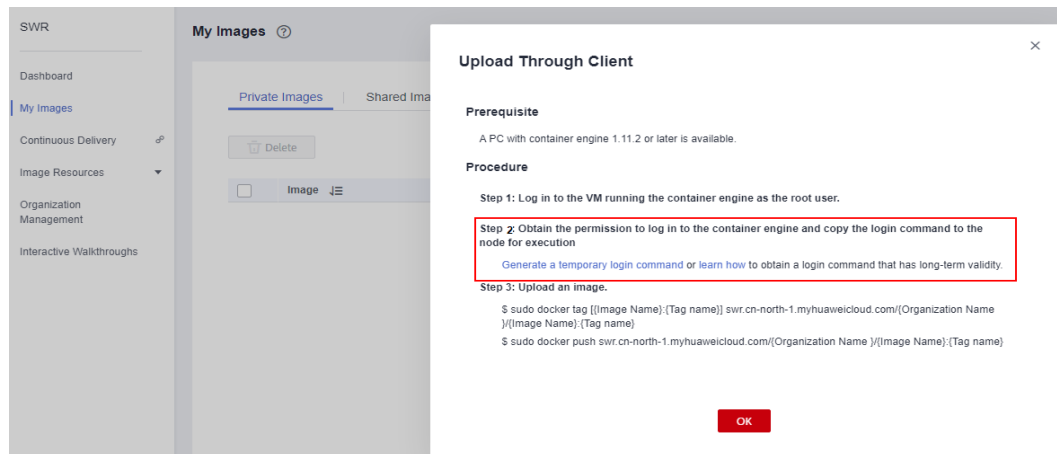 SWR
Dashboard
My Images
Continuous Delivery
Image Resources
Organization
Management
Interactive Walkthroughs
My Images
Private Images
Shared Ima
Delete
Image
Upload Through Client
Prerequisite
A PC with container engine 1.11.2 or later is available.
Procedure
Step 1: Log in to the VM running the container engine as the root user.
Step 2: Obtain the permission to log in to the container engine and copy the login command to the
node for execution
Generate a temporary login command or learn how to obtain a login command that has long-term validity.
Step 3: Upload an image.
$ sudo docker tag [{Image Name}:{Tag name}] swr.cn-north-1.myhuaweicloud.com/{Organization Name
}/{Image Name}:{Tag name}
$ sudo docker push swr.cn-north-1.myhuaweicloud.com/{Organization Name }/{Image Name}:{Tag name}
OK